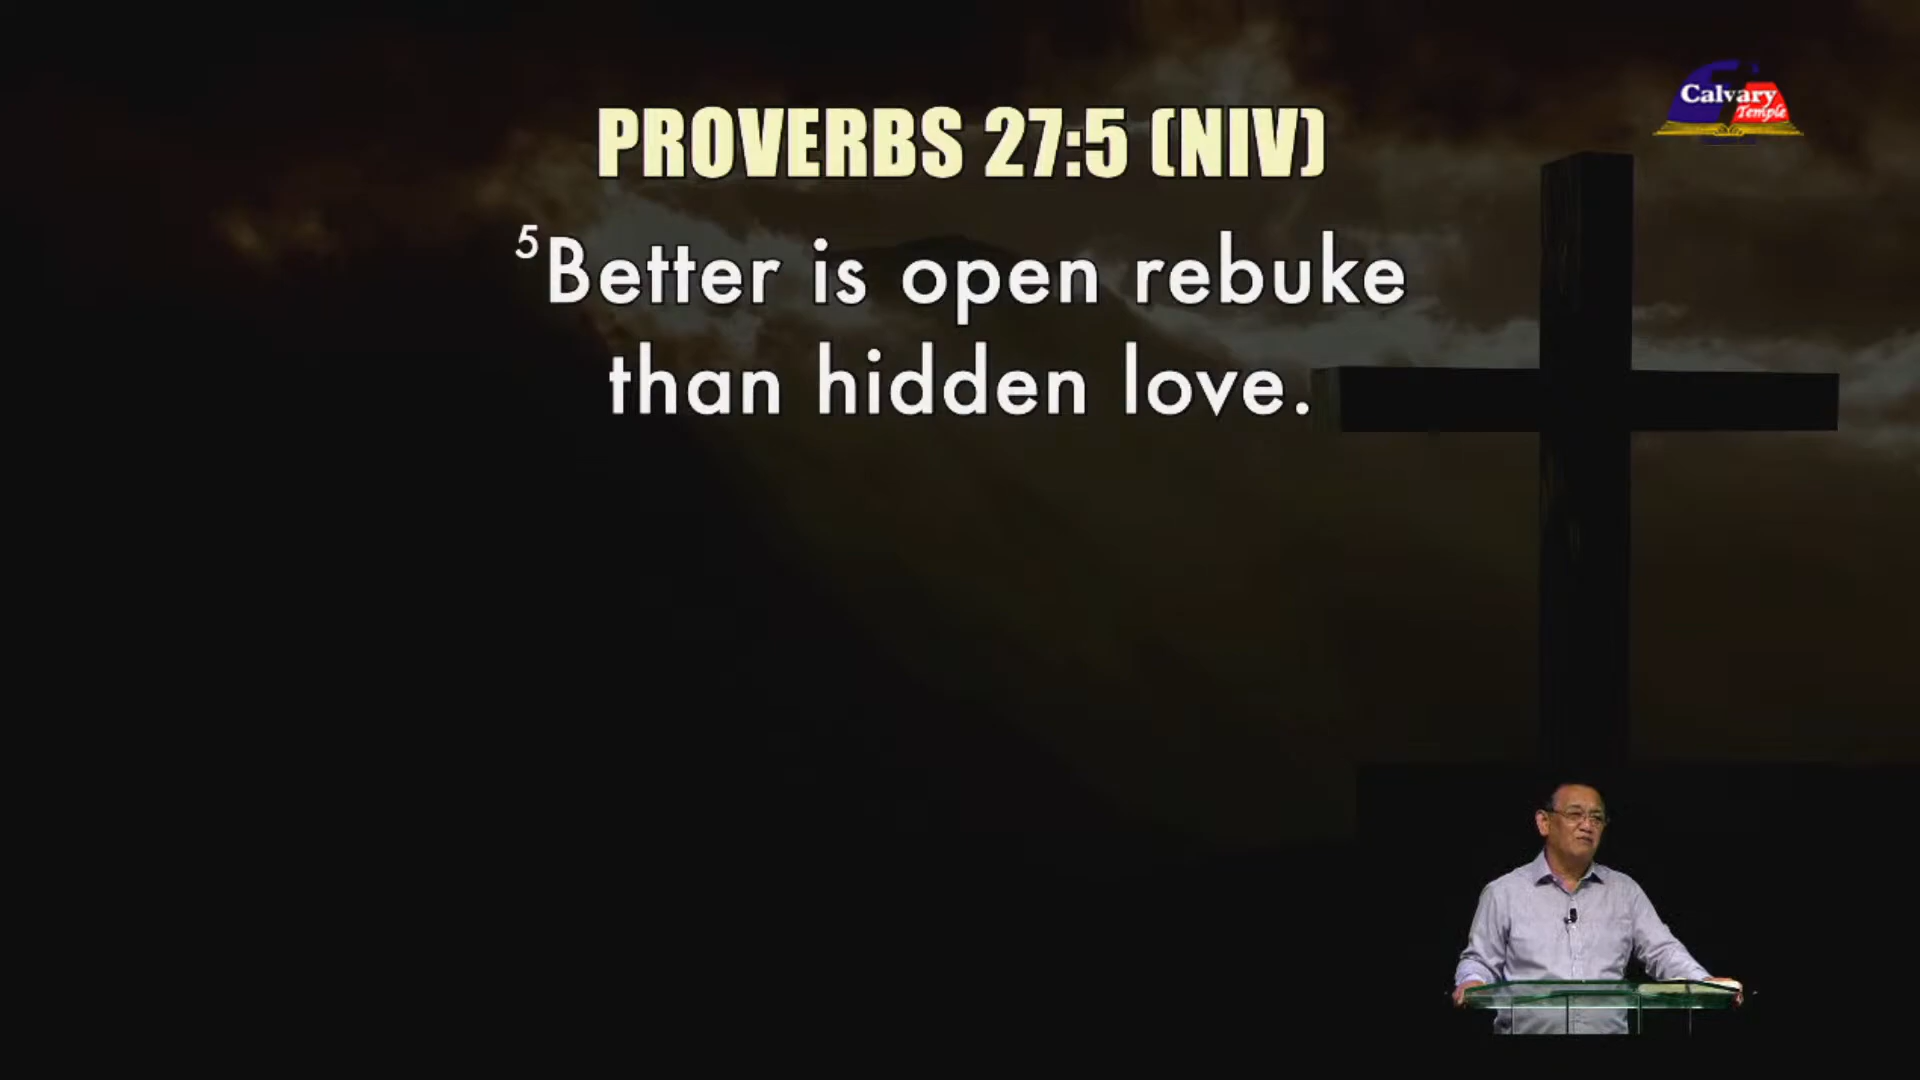 Calvary
Temple
PROVERBS 27:5 (NIV)
5Better is open rebuke
than hidden love.